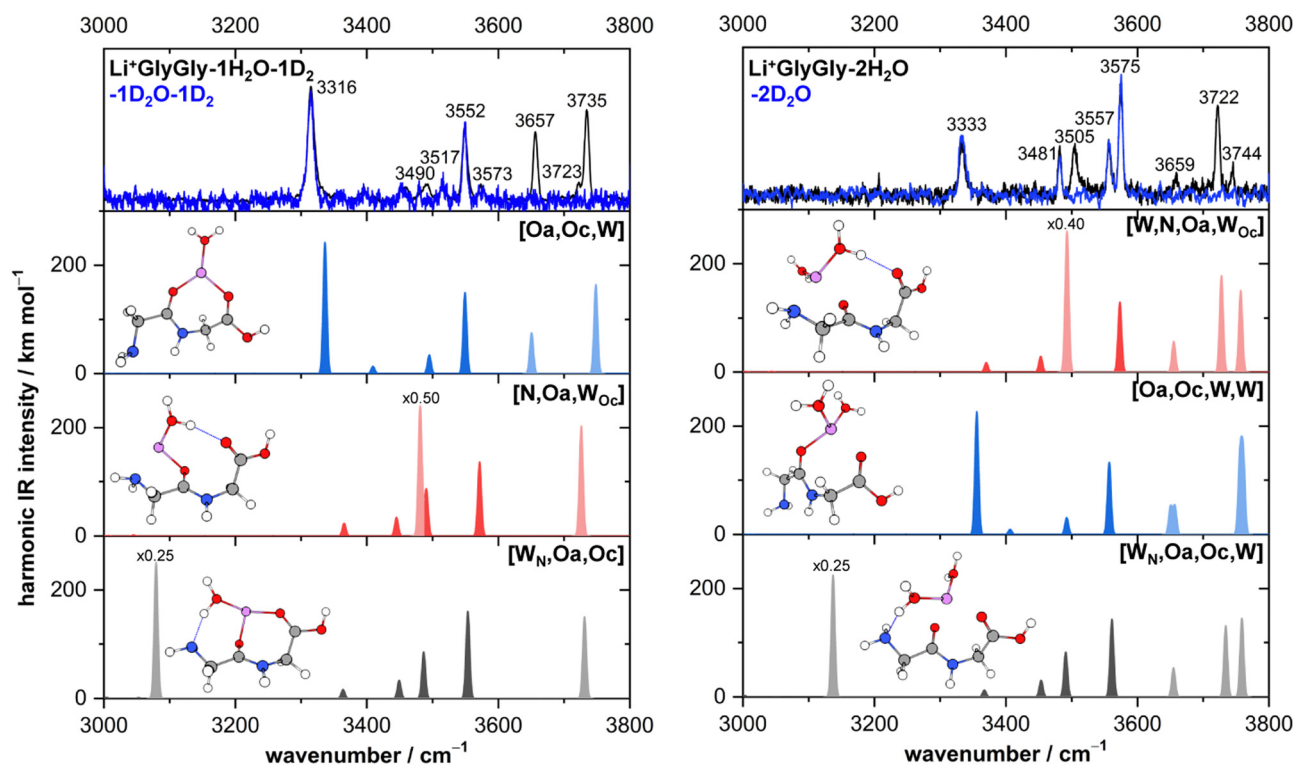 3000 3200 3400 3600 3800
Li⁺GlyGly-1H₂O-1D₂
-1D₂O-1D₂
3316
3490
3517
3552
3573
3657
3723
3735
[Oa,Oc,W]
200
0
[N,Oa,W_Oc]
x0.50
200
0
[W_N,Oa,Oc]
x0.25
200
0
3000 3200 3400 3600 3800
wavenumber / cm⁻¹
harmonic IR intensity / km mol⁻¹
3000 3200 3400 3600 3800
Li⁺GlyGly-2H₂O
-2D₂O
3333
3481
3505
3557
3575
3659
3722
3744
[W,N,Oa,W_Oc]
x0.40
200
0
[Oa,Oc,W,W]
200
0
[W_N,Oa,Oc,W]
x0.25
200
0
3000 3200 3400 3600 3800
wavenumber / cm⁻¹